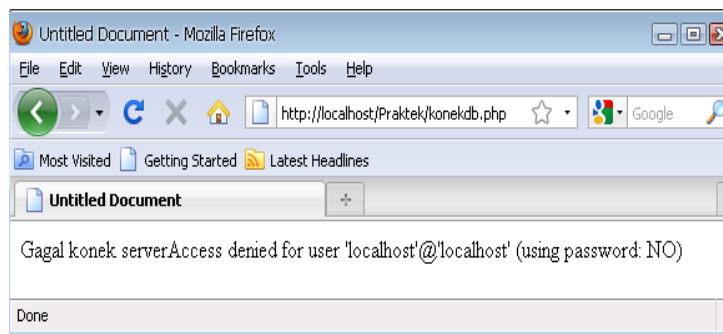 Untitled Document - Mozilla Firefox
File Edit View History Bookmarks Tools Help
http://localhost/Praktek/konekdb.php Google
Most Visited Getting Started Latest Headlines
Untitled Document
Gagal konek serverAccess denied for user 'localhost'@'localhost' (using password: NO)
Done